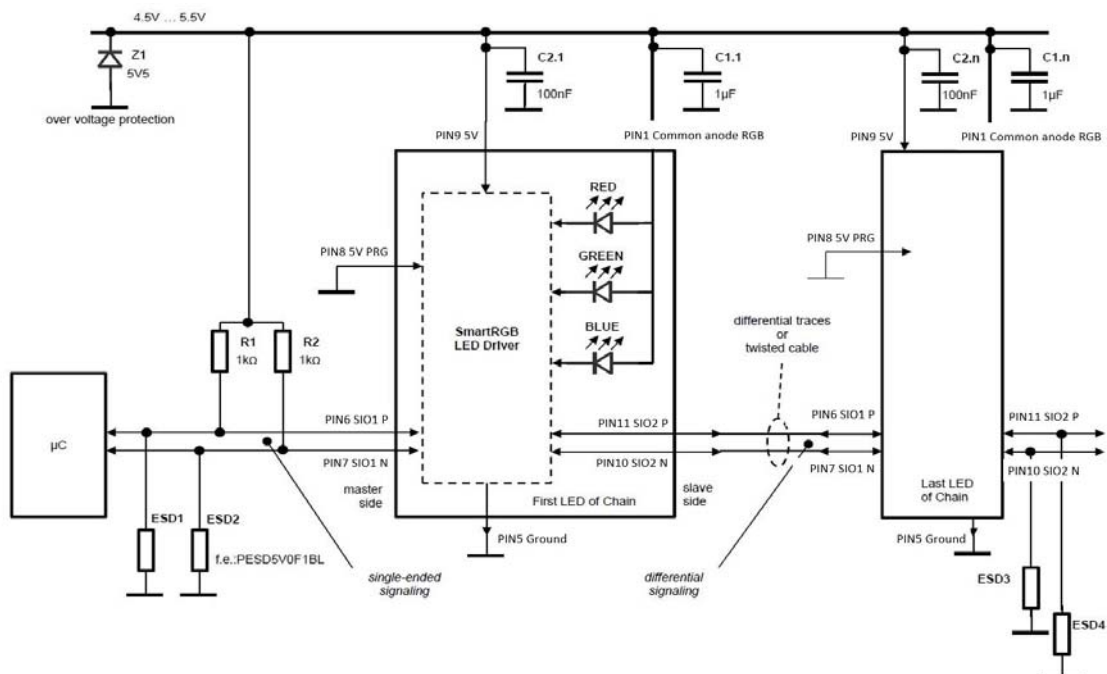 4.5V ... 5.5V
Z1
5V5
over voltage protection
C2.1
100nF
C1.1
1µF
C2.n
100nF
C1.n
1µF
PIN9 5V
PIN1 Common anode RGB
PIN9 5V
PIN1 Common anode RGB
RED
GREEN
BLUE
PIN8 5V PRG
PIN8 5V PRG
SmartRGB
LED Driver
differential traces
or
twisted cable
R1
1kΩ
R2
1kΩ
µC
PIN6 SIO1 P
PIN7 SIO1 N
PIN11 SIO2 P
PIN10 SIO2 N
PIN6 SIO1 P
PIN7 SIO1 N
PIN11 SIO2 P
PIN10 SIO2 N
master
side
First LED of Chain
slave
side
Last LED
of Chain
PIN5 Ground
PIN5 Ground
ESD1
ESD2
f.e.:PESD5V0F1BL
single-ended
signaling
differential
signaling
ESD3
ESD4